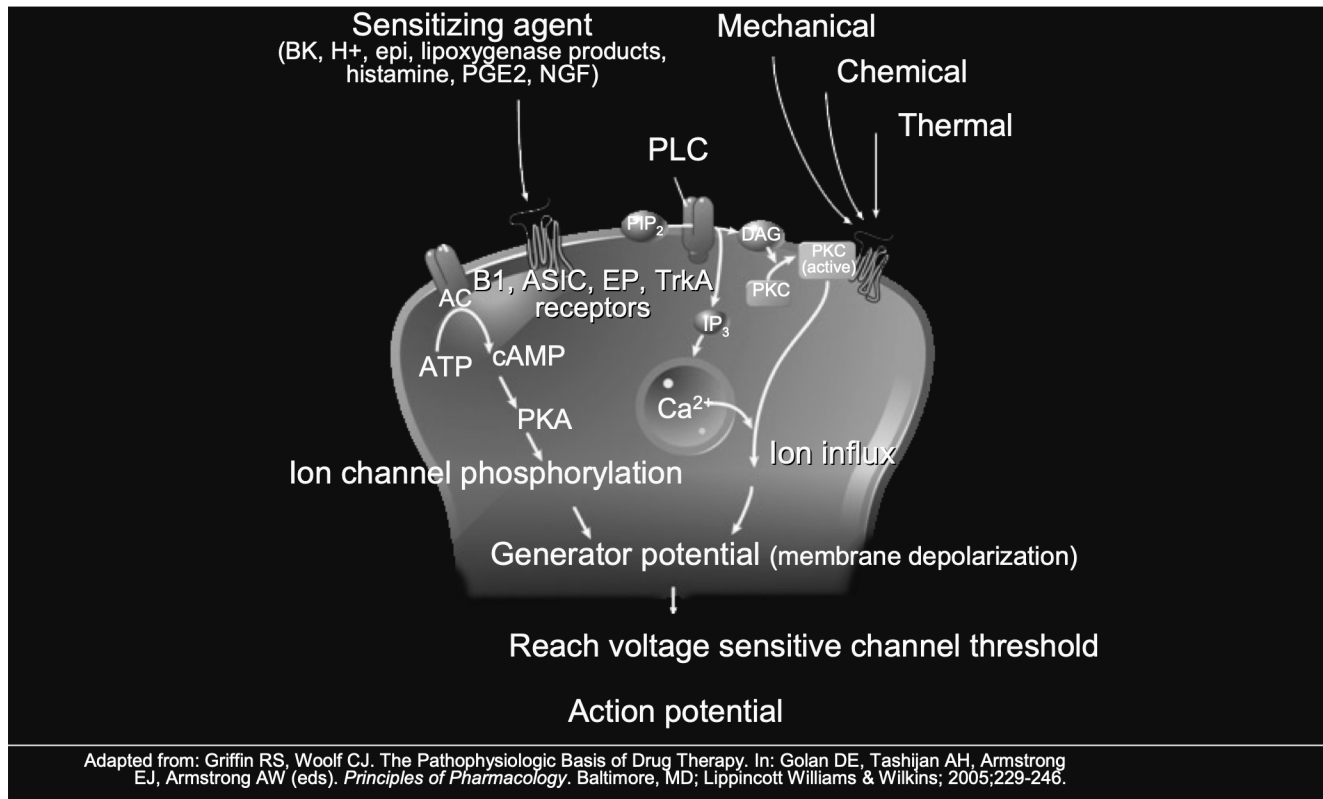 Sensitizing agent
(BK, H+, epi, lipoxygenase products,
histamine, PGE2, NGF)
Mechanical
Chemical
Thermal
PLC
PIP2
DAG
PKC
(active)
PKC
B1, ASIC, EP, TrkA
receptors
AC
IP3
ATP
cAMP
Ca2+
PKA
Ion influx
Ion channel phosphorylation
Generator potential (membrane depolarization)
Reach voltage sensitive channel threshold
Action potential
Adapted from: Griffin RS, Woolf CJ. The Pathophysiologic Basis of Drug Therapy. In: Golan DE, Tashijan AH, Armstrong
EJ, Armstrong AW (eds). Principles of Pharmacology. Baltimore, MD; Lippincott Williams & Wilkins; 2005;229-246.